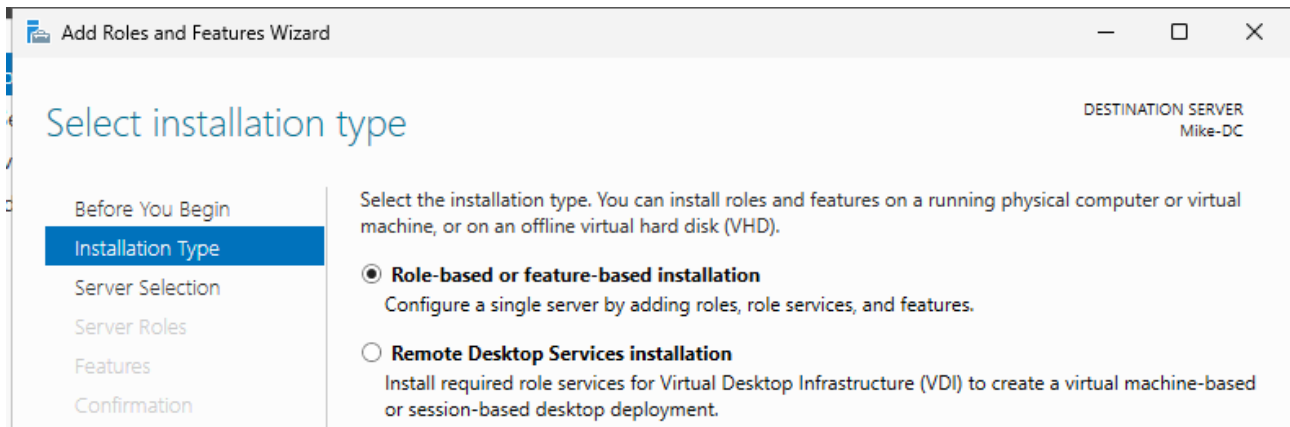 Add Roles and Features Wizard
Select installation type
DESTINATION SERVER
Mike-DC
Before You Begin
Installation Type
Server Selection
Server Roles
Features
Confirmation
Select the installation type. You can install roles and features on a running physical computer or virtual
machine, or on an offline virtual hard disk (VHD).
Role-based or feature-based installation
Configure a single server by adding roles, role services, and features.
Remote Desktop Services installation
Install required role services for Virtual Desktop Infrastructure (VDI) to create a virtual machine-based
or session-based desktop deployment.